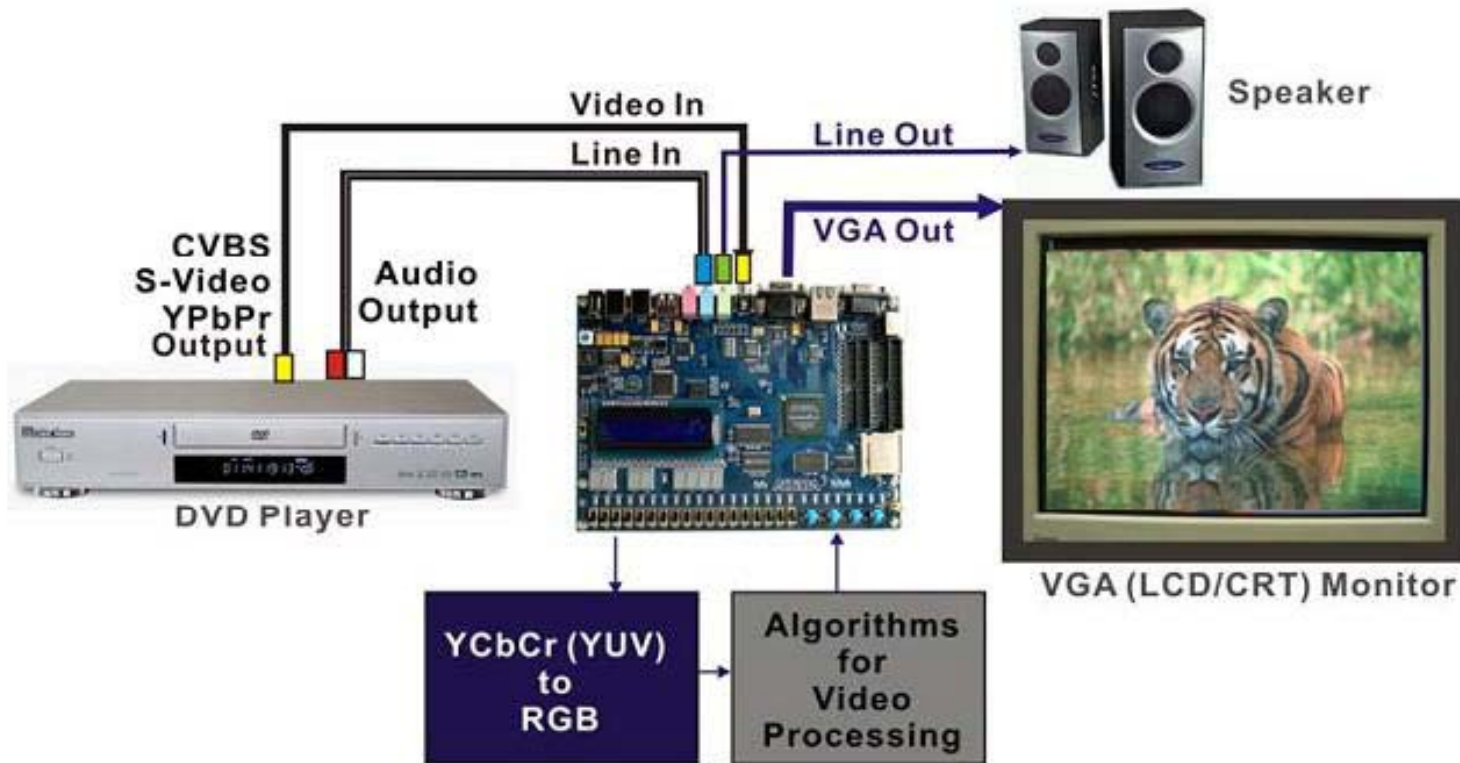 Video In
Line In
Line Out
Speaker
VGA Out
CVBS
S-Video
YPbPr
Output
Audio
Output
DVD Player
VGA (LCD/CRT) Monitor
YCbCr (YUV)
to
RGB
Algorithms
for
Video
Processing